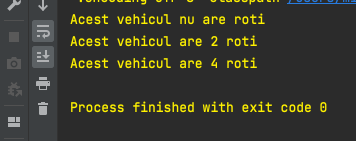 Acest vehicul nu are roti
Acest vehicul are 2 roti
Acest vehicul are 4 roti
Process finished with exit code 0